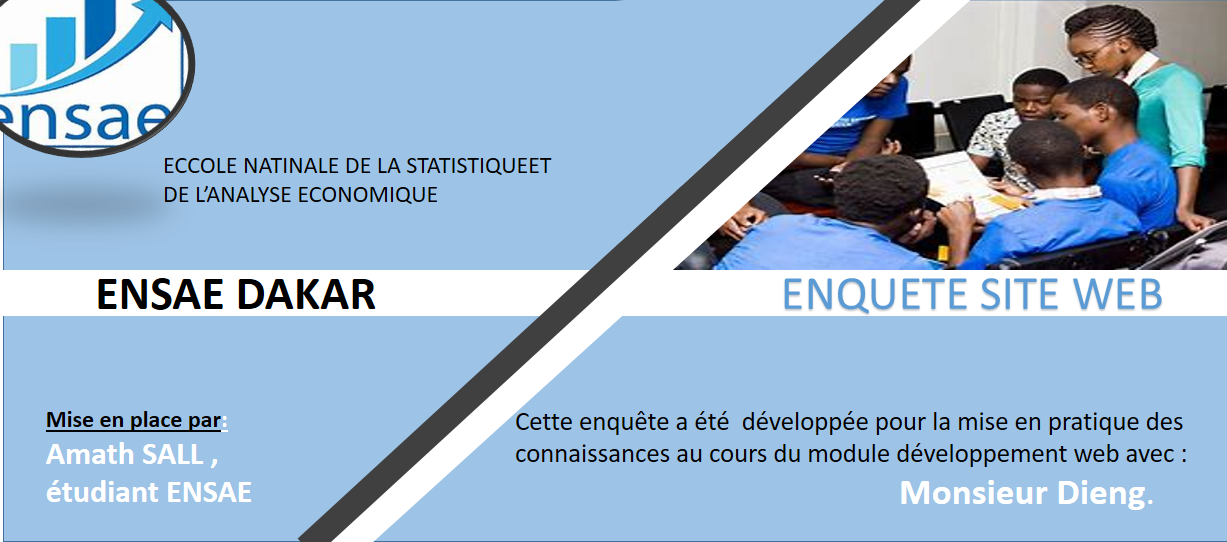 ensae
ECCOLE NATINALE DE LA STATISTIQUEET
DE L’ANALYSE ECONOMIQUE
ENSAE DAKAR
ENQUETE SITE WEB
Mise en place par:
Amath SALL ,
étudiant ENSAE
Cette enquête a été  développée pour la mise en pratique des
connaissances au cours du module développement web avec :
Monsieur Dieng.